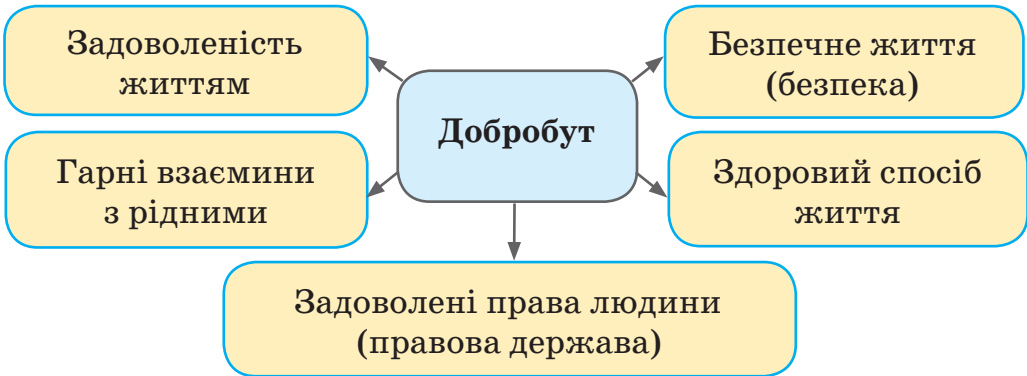 Задоволеність
життям
Безпечне життя
(безпека)
Добробут
Гарні взаємини
з рідними
Здоровий спосіб
життя
Задоволені права людини
(правова держава)